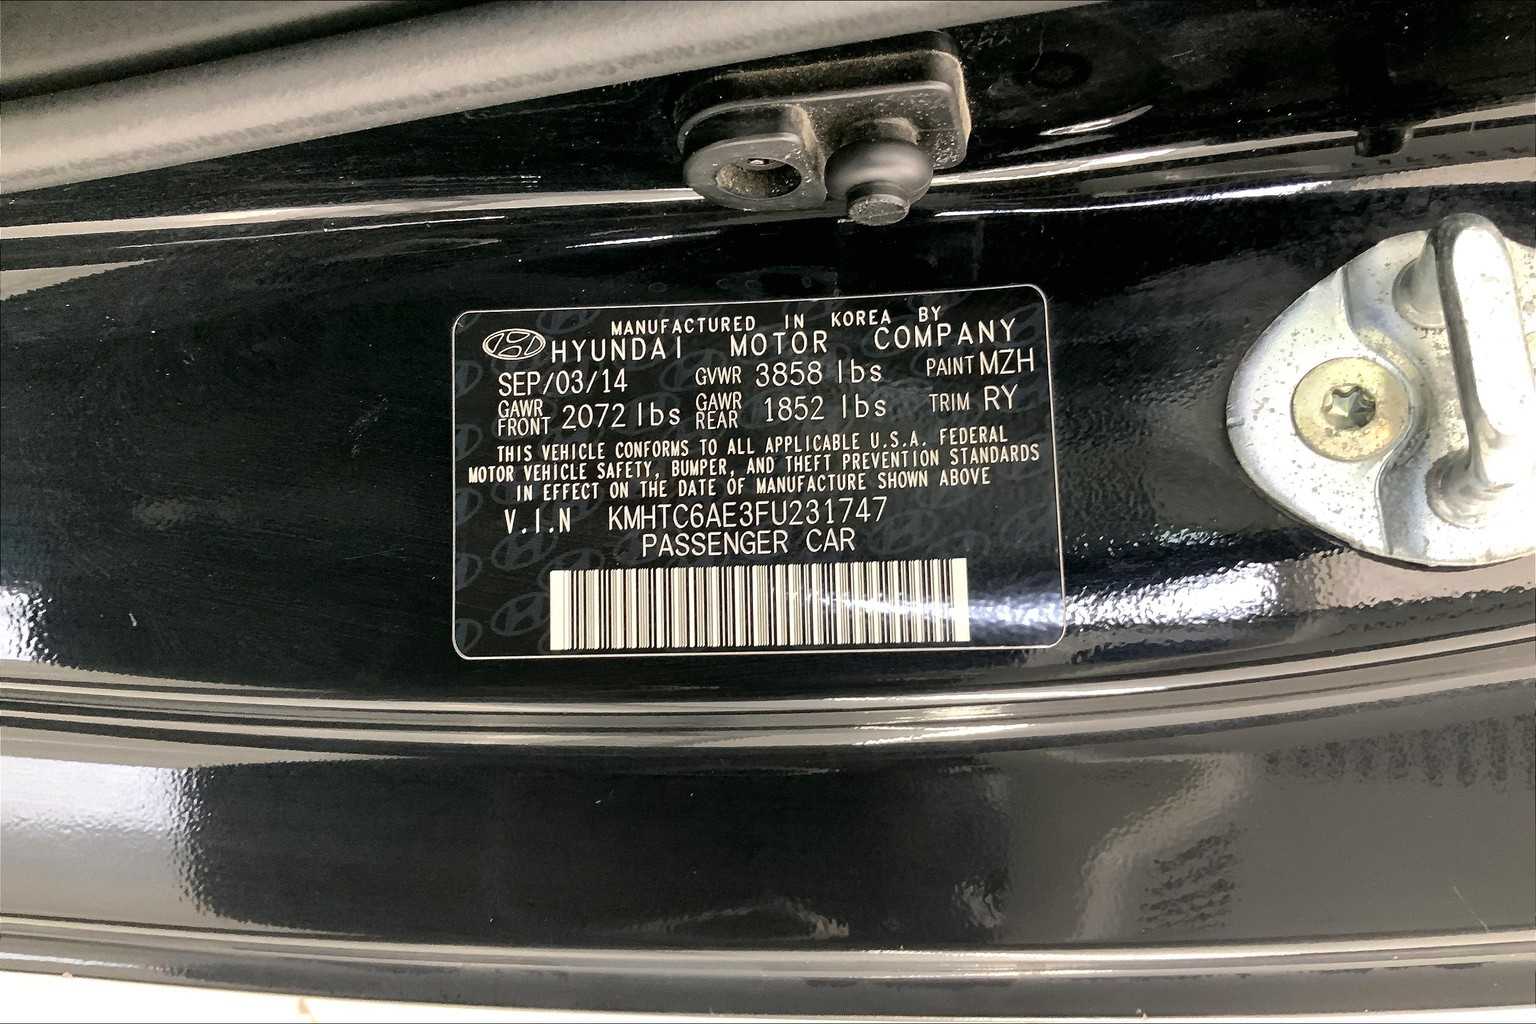 MANUFACTURED IN KOREA BY
HYUNDAI MOTOR COMPANY
SEP/03/14 GVWR 3858 lbs PAINT MZH
GAWR FRONT 2072 lbs GAWR REAR 1852 lbs TRIM RY
THIS VEHICLE CONFORMS TO ALL APPLICABLE U.S.A. FEDERAL
MOTOR VEHICLE SAFETY, BUMPER, AND THEFT PREVENTION STANDARDS
IN EFFECT ON THE DATE OF MANUFACTURE SHOWN ABOVE
V.I.N KMHTC6AE3FU231747
PASSENGER CAR